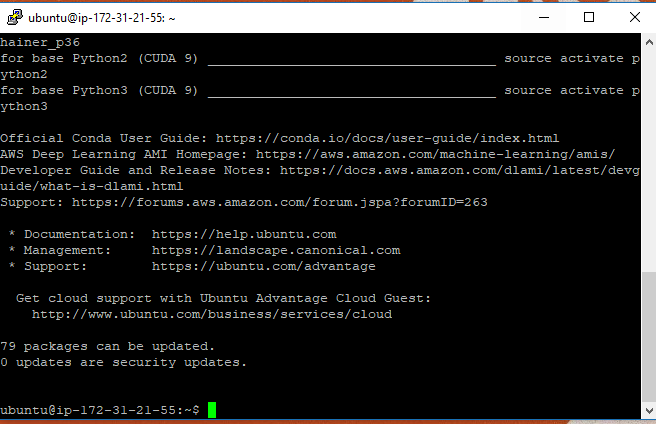 ubuntu@ip-172-31-21-55: ~
hainer_p36
for base Python2 (CUDA 9) ____________________________________ source activate p
ython2
for base Python3 (CUDA 9) ____________________________________ source activate p
ython3
Official Conda User Guide: https://conda.io/docs/user-guide/index.html
AWS Deep Learning AMI Homepage: https://aws.amazon.com/machine-learning/amis/
Developer Guide and Release Notes: https://docs.aws.amazon.com/dlami/latest/devg
uide/what-is-dlami.html
Support: https://forums.aws.amazon.com/forum.jspa?forumID=263
* Documentation:  https://help.ubuntu.com
* Management:     https://landscape.canonical.com
* Support:        https://ubuntu.com/advantage
Get cloud support with Ubuntu Advantage Cloud Guest:
http://www.ubuntu.com/business/services/cloud
79 packages can be updated.
0 updates are security updates.
ubuntu@ip-172-31-21-55:~$